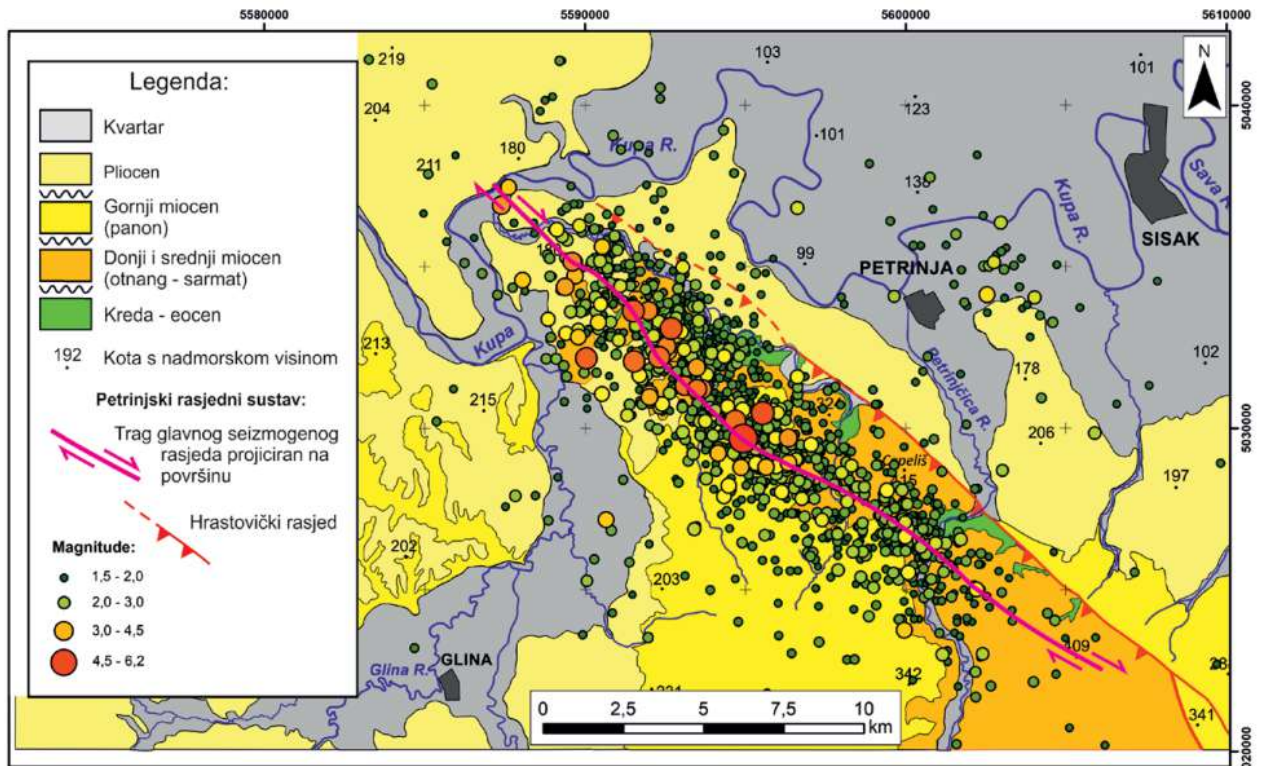 5580000
5590000
5600000
5610000
Legenda:
Kvartar
Pliocen
Gornji miocen
(panon)
Donji i srednji miocen
(otnang - sarmat)
Kreda - eocen
192
Kota s nadmorskom visinom
Petrinjski rasjedni sustav:
Trag glavnog seizmogenog
rasjeda projiciran na
površinu
Hrastovički rasjed
Magnitude:
1,5 - 2,0
2,0 - 3,0
3,0 - 4,5
4,5 - 6,2
219
103
101
N
204
123
5040000
101
180
Kupa R.
211
138
Kupa R.
Sava R.
SISAK
99
PETRINJA
Kupa
213
102
178
215
Petrinjčica R.
206
5030000
Cepeliš
197
202
203
409
GLINA
Glina R.
342
341
0
2,5
5
7,5
10
km